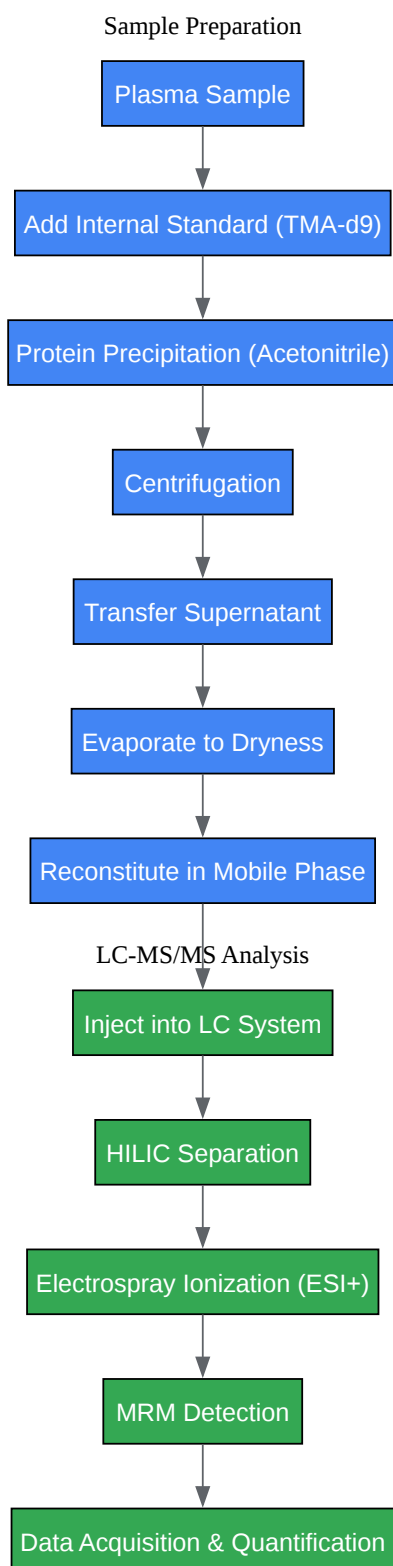 Sample Preparation
Plasma Sample
Add Internal Standard (TMA-d9)
Protein Precipitation (Acetonitrile)
Centrifugation
Transfer Supernatant
Evaporate to Dryness
Reconstitute in Mobile Phase
LC-MS/MS Analysis
Inject into LC System
HILIC Separation
Electrospray Ionization (ESI+)
MRM Detection
Data Acquisition & Quantification